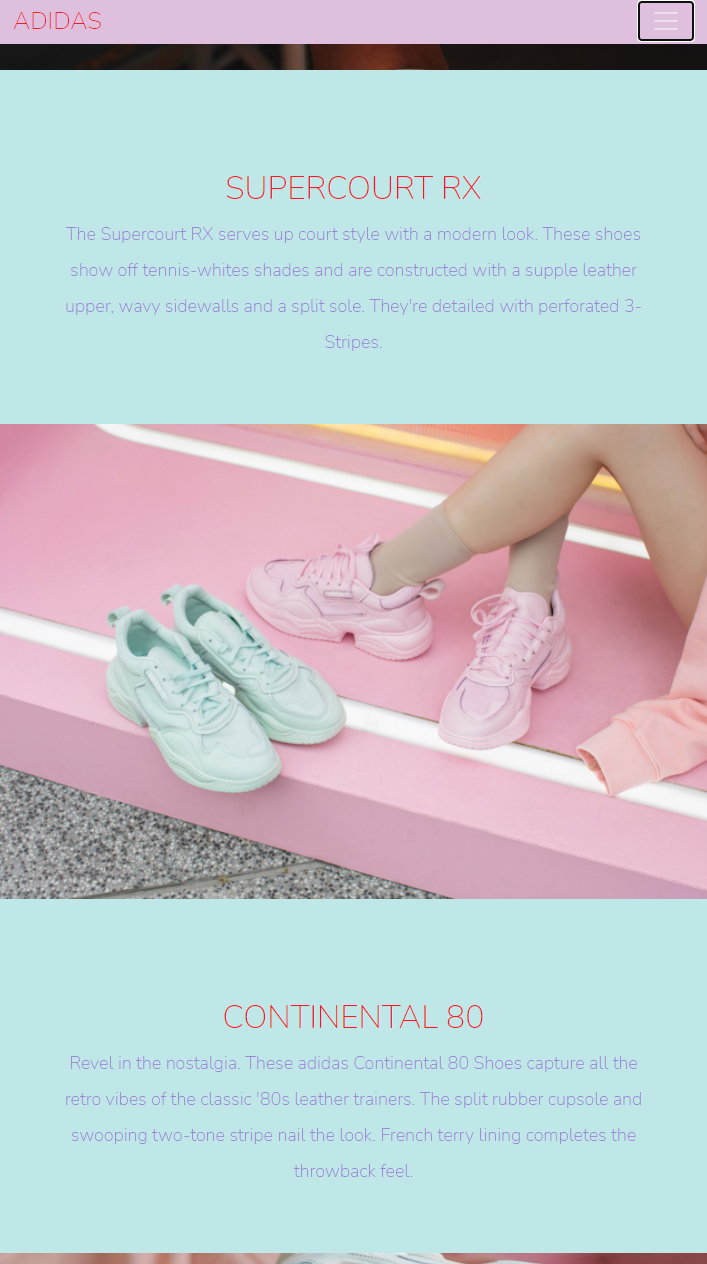 ADIDAS
SUPERCOURT RX
The Supercourt RX serves up court style with a modern look. These shoes
show off tennis-whites shades and are constructed with a supple leather
upper, wavy sidewalls and a split sole. They're detailed with perforated 3-
Stripes.
CONTINENTAL 80
Revel in the nostalgia. These adidas Continental 80 Shoes capture all the
retro vibes of the classic '80s leather trainers. The split rubber cupsole and
swooping two-tone stripe nail the look. French terry lining completes the
throwback feel.